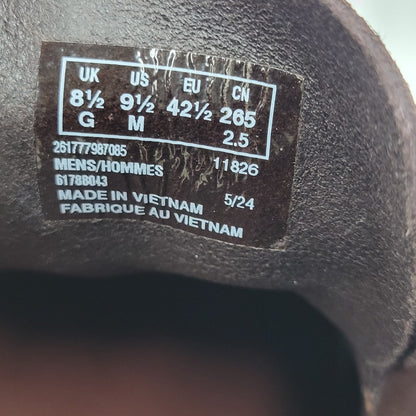 UK US EU CN
8½ 9½ 42½ 265
G M 2.5
261777987085 11826
MENS/HOMMES
61788043 5/24
MADE IN VIETNAM
FABRIQUE AU VIETNAM